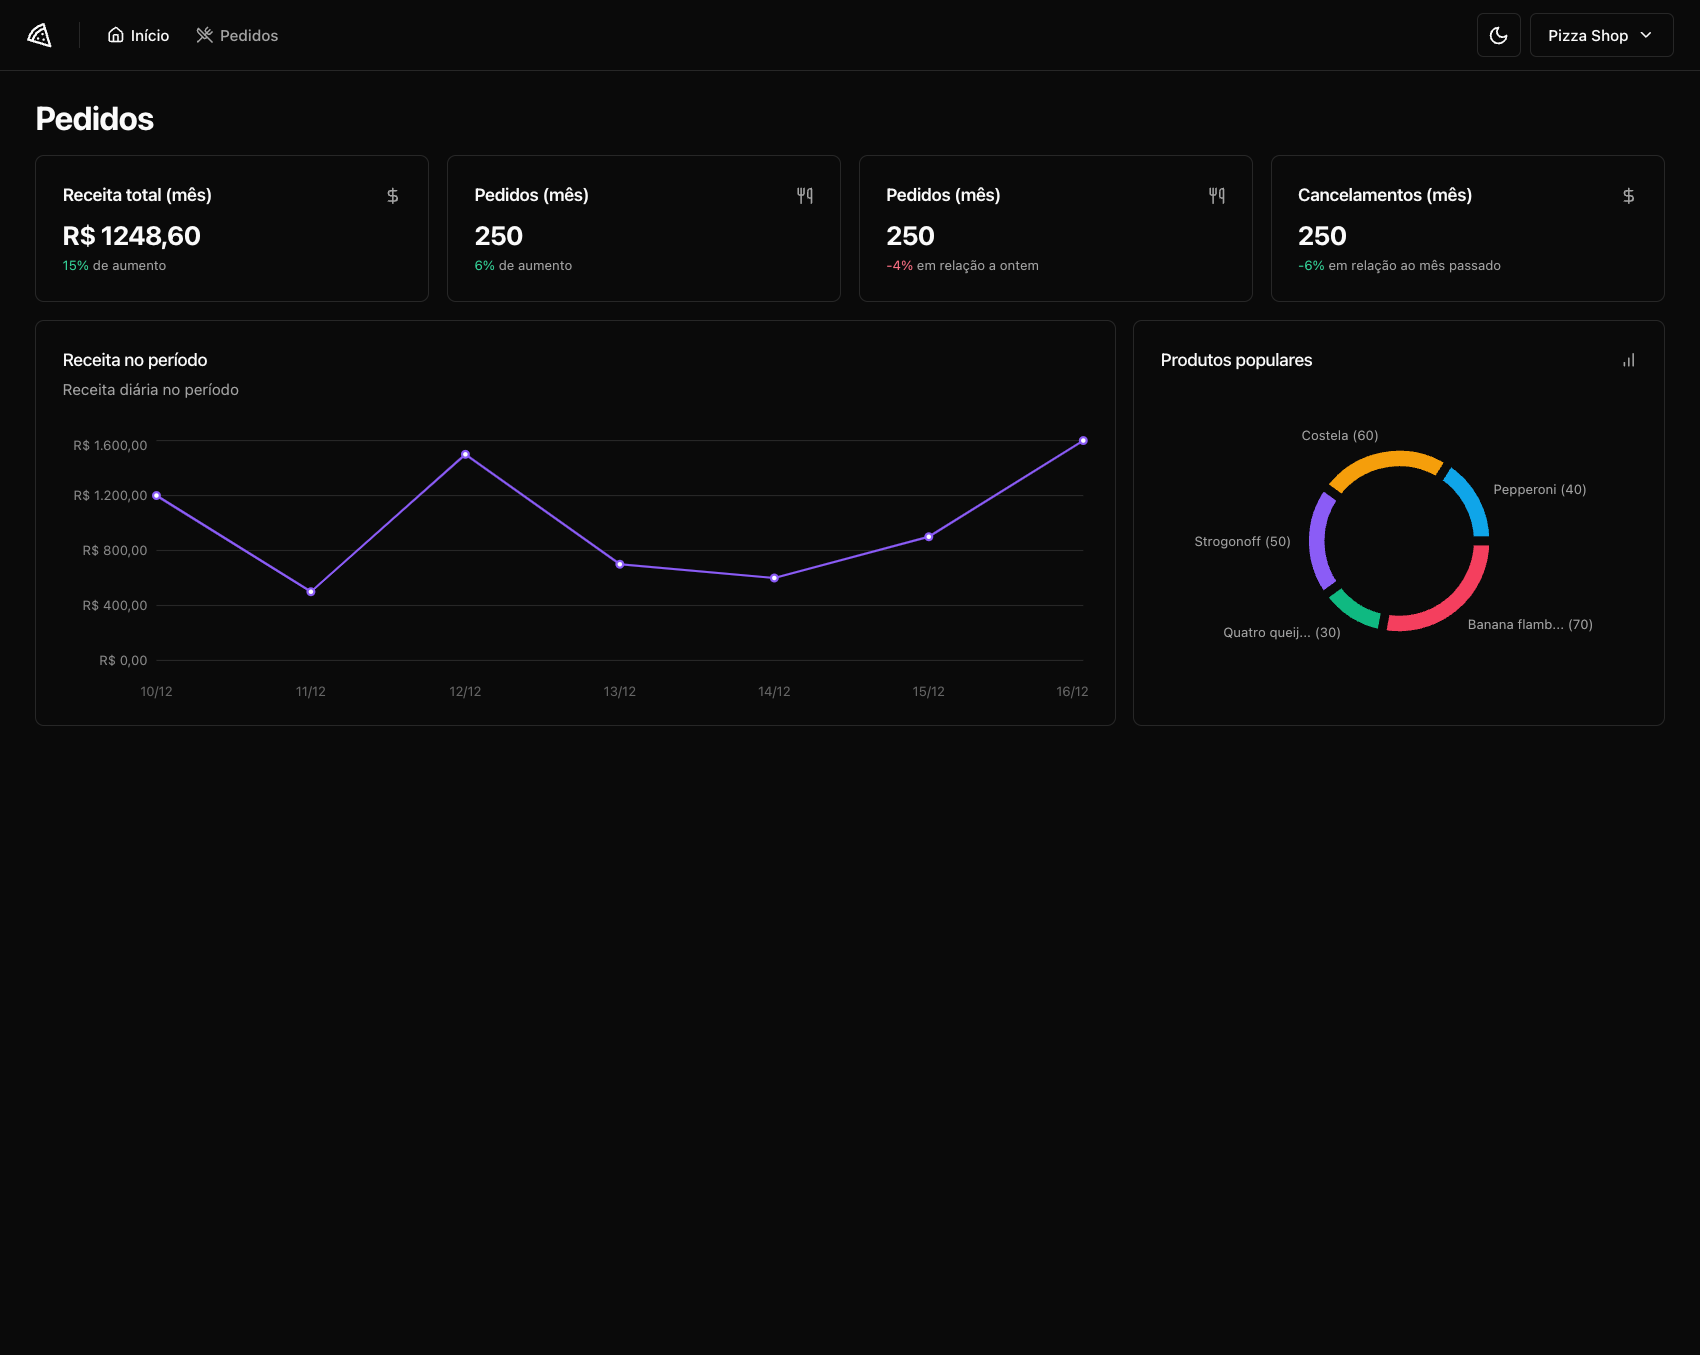 Início
Pedidos
Pizza Shop
Pedidos
Receita total (mês)
R$ 1248,60
15% de aumento
Pedidos (mês)
250
6% de aumento
Pedidos (mês)
250
-4% em relação a ontem
Cancelamentos (mês)
250
-6% em relação ao mês passado
Receita no período
Receita diária no período
R$ 1.600,00
R$ 1.200,00
R$ 800,00
R$ 400,00
R$ 0,00
10/12
11/12
12/12
13/12
14/12
15/12
16/12
Produtos populares
Costela (60)
Pepperoni (40)
Strogonoff (50)
Banana flamb... (70)
Quatro queij... (30)